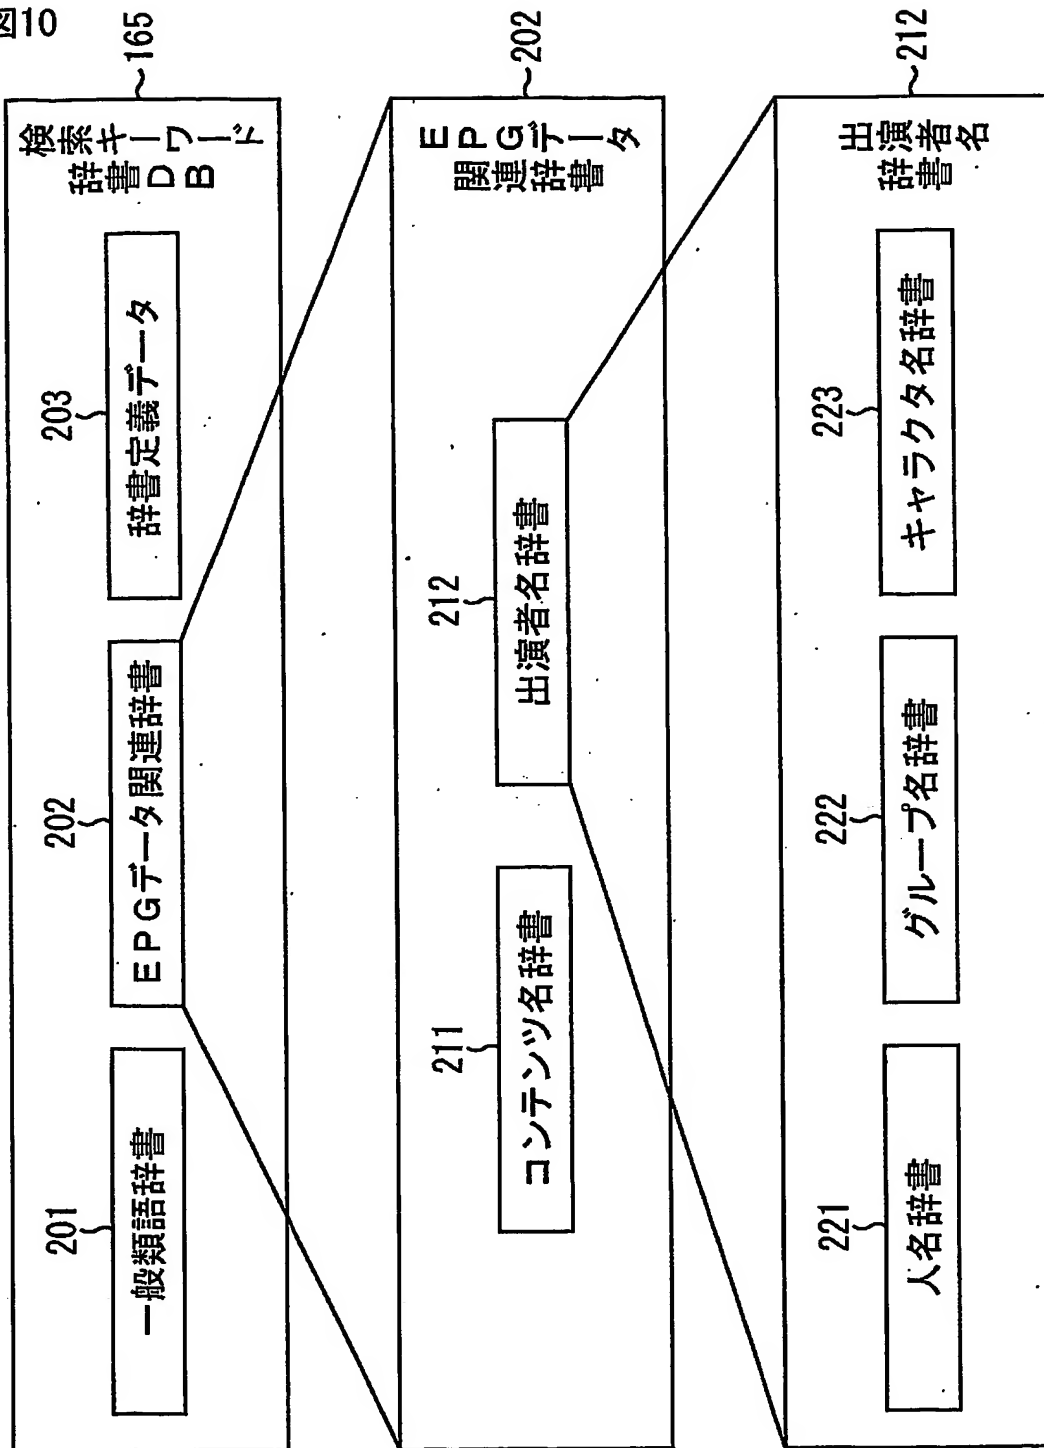 図10
165
検索キーワード
辞書DB
201
一般類語辞書
202
EPGデータ関連辞書
203
辞書定義データ
202
EPGデータ
関連辞書
211
コンテンツ名辞書
212
出演者名辞書
212
出演者名
辞書
221
人名辞書
222
グループ名辞書
223
キャラクタ名辞書